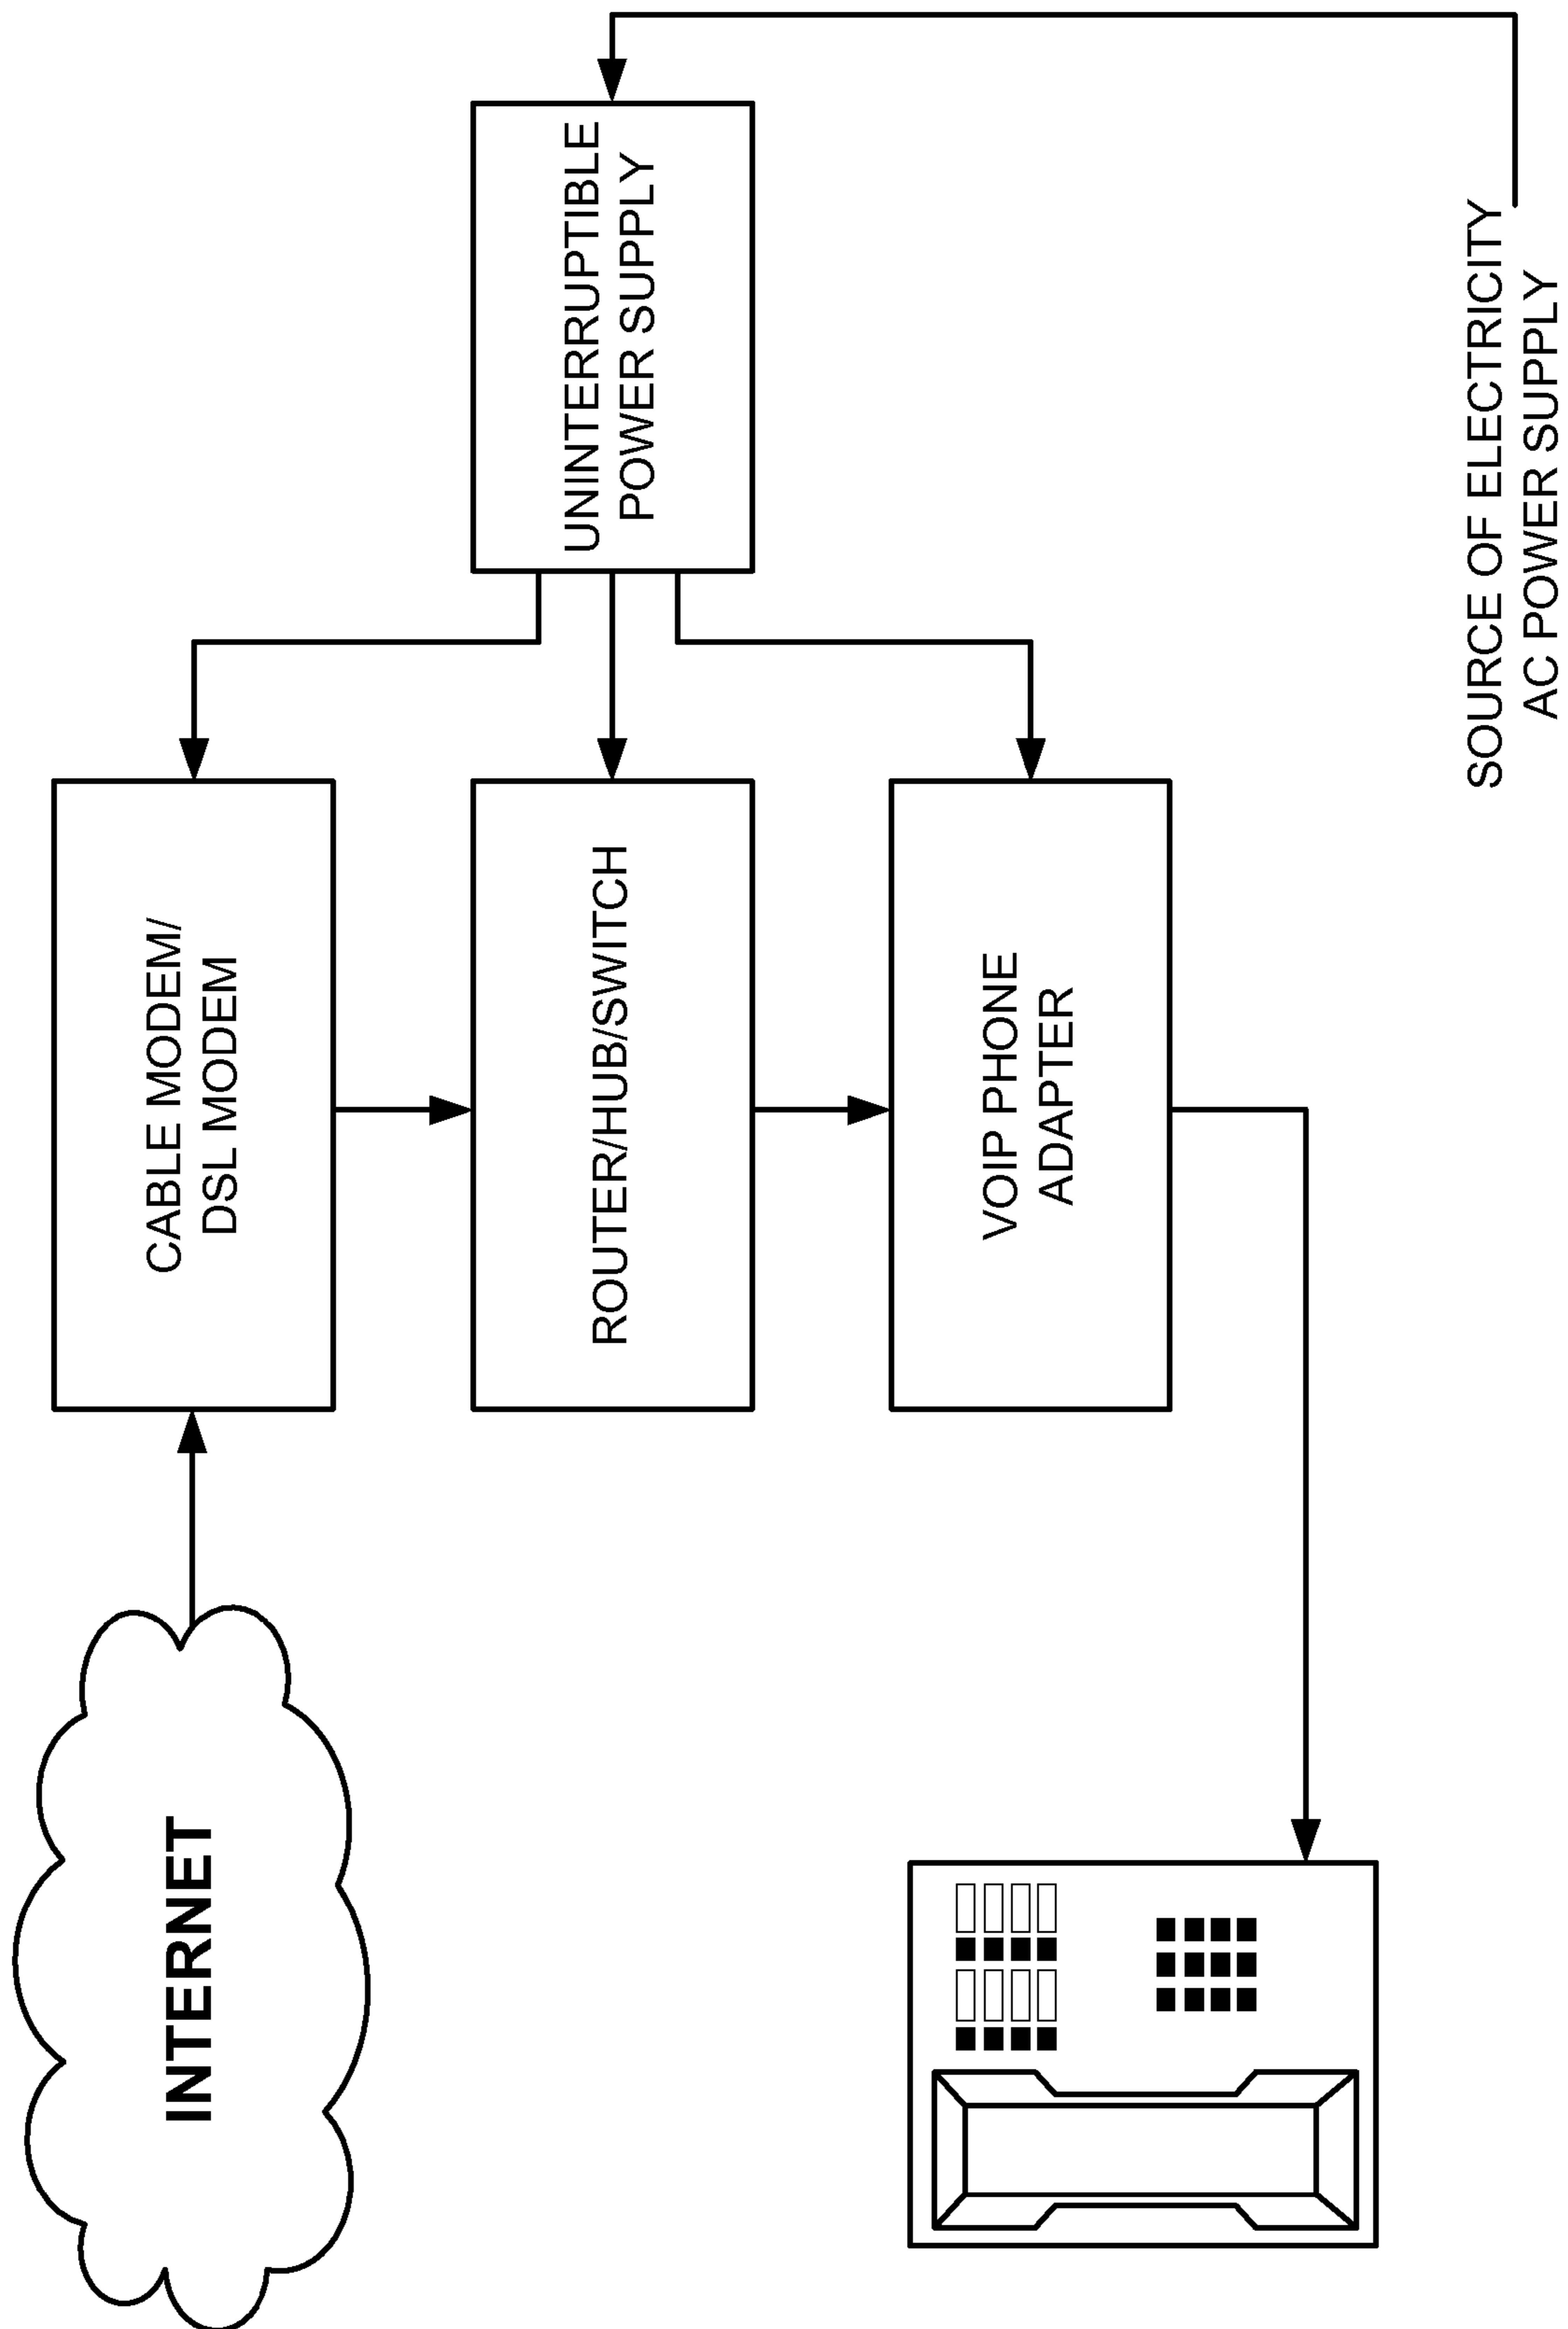 INTERNET
CABLE MODEM/
DSL MODEM
ROUTER/HUB/SWITCH
VOIP PHONE
ADAPTER
UNINTERRUPTIBLE
POWER SUPPLY
SOURCE OF ELECTRICITY
AC POWER SUPPLY